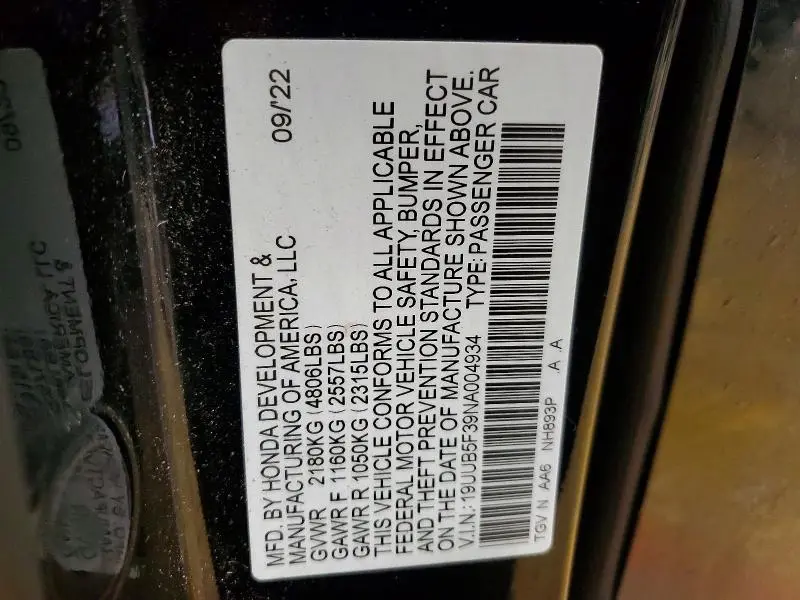 MFD. BY HONDA DEVELOPMENT &
MANUFACTURING OF AMERICA, LLC 09/'22
GVWR 2180KG (4806LBS)
GAWR F 1160KG (2557LBS)
GAWR R 1050KG (2315LBS)
THIS VEHICLE CONFORMS TO ALL APPLICABLE
FEDERAL MOTOR VEHICLE SAFETY, BUMPER,
AND THEFT PREVENTION STANDARDS IN EFFECT
ON THE DATE OF MANUFACTURE SHOWN ABOVE.
V.I.N.:19UUB5F39NA004934 TYPE:PASSENGER CAR
TGV N AA6 NH893P .A .A